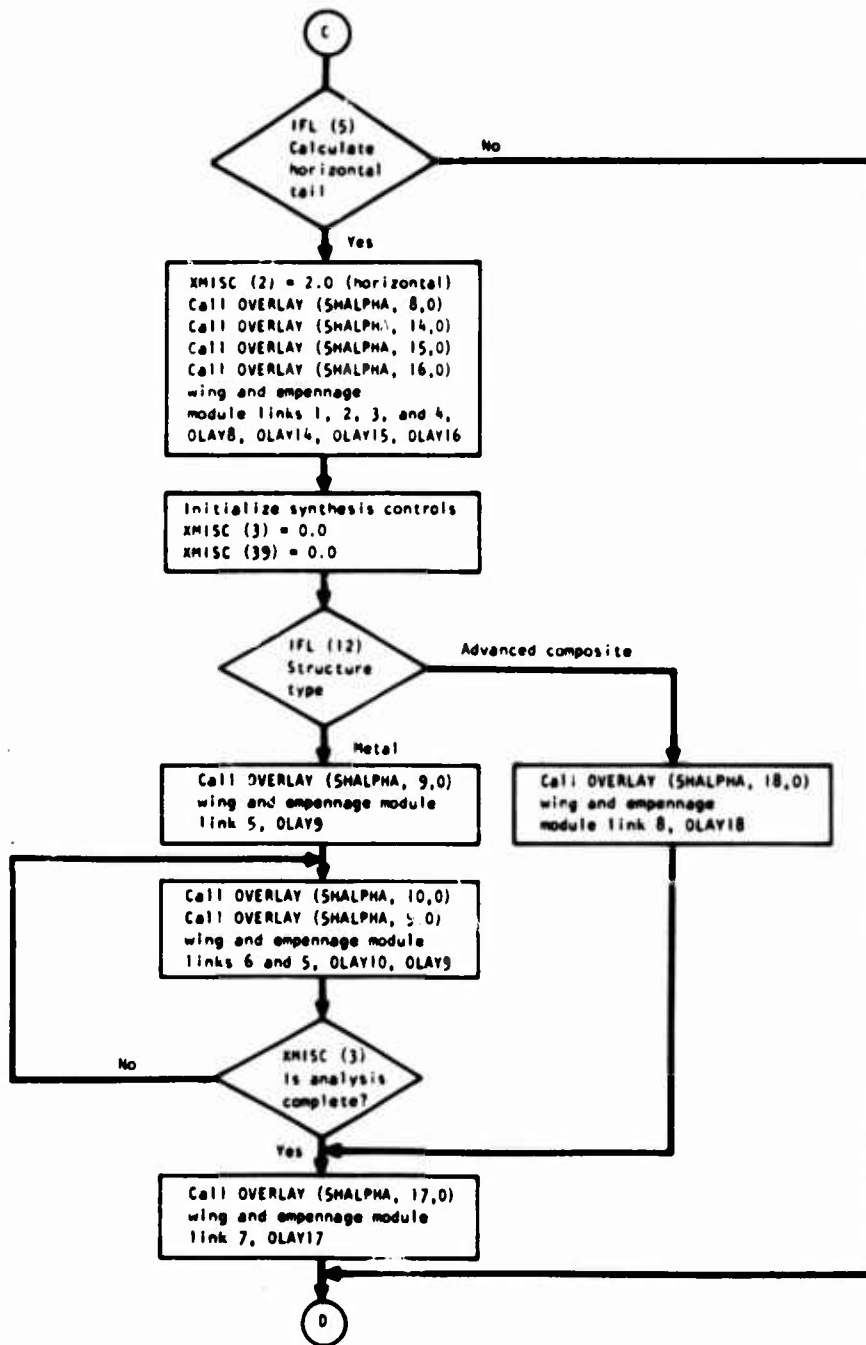 C
IFL (5)
Calculate
horizontal
tail
No
Yes
XMISC (2) = 2.0 (horizontal)
Call OVERLAY (5HALPHA, 8,0)
Call OVERLAY (5HALPHA, 14,0)
Call OVERLAY (5HALPHA, 15,0)
Call OVERLAY (5HALPHA, 16,0)
wing and empennage
module links 1, 2, 3, and 4,
OLAY8, OLAY14, OLAY15, OLAY16
Initialize synthesis controls
XMISC (3) = 0.0
XMISC (39) = 0.0
IFL (12)
Structure
type
Advanced composite
Metal
Call OVERLAY (5HALPHA, 9,0)
wing and empennage module
link 5, OLAY9
Call OVERLAY (5HALPHA, 18,0)
wing and empennage
module link 8, OLAY18
Call OVERLAY (5HALPHA, 10,0)
Call OVERLAY (5HALPHA, 9,0)
wing and empennage module
links 6 and 5, OLAY10, OLAY9
XMISC (3)
Is analysis
complete?
No
Yes
Call OVERLAY (5HALPHA, 17,0)
wing and empennage module
link 7, OLAY17
D